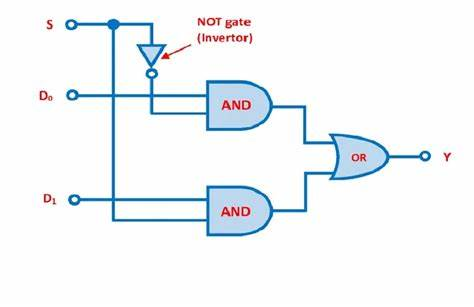 S
NOT gate
(Invertor)
D₀
AND
OR
Y
D₁
AND